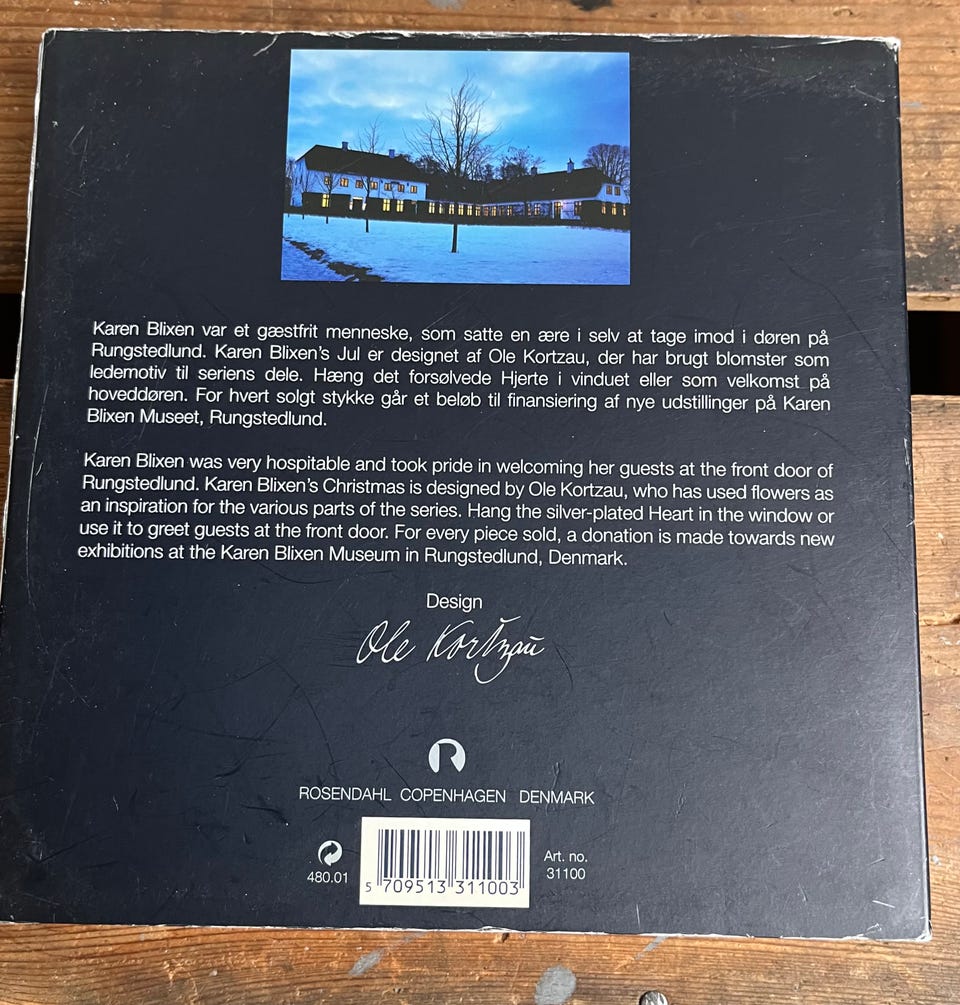 Karen Blixen var et gæstfrit menneske, som satte en ære i selv at tage imod i døren på
Rungstedlund. Karen Blixen's Jul er designet af Ole Kortzau, der har brugt blomster som
ledemotiv til seriens dele. Hæng det forsølvede Hjerte i vinduet eller som velkomst på
hoveddøren. For hvert solgt stykke går et beløb til finansiering af nye udstillinger på Karen
Blixen Museet, Rungstedlund.
Karen Blixen was very hospitable and took pride in welcoming her guests at the front door of
Rungstedlund. Karen Blixen's Christmas is designed by Ole Kortzau, who has used flowers as
an inspiration for the various parts of the series. Hang the silver-plated Heart in the window or
use it to greet guests at the front door. For every piece sold, a donation is made towards new
exhibitions at the Karen Blixen Museum in Rungstedlund, Denmark.
Design
Ole Kortzau
R
ROSENDAHL COPENHAGEN DENMARK
480.01
5 709513 311003
Art. no.
31100